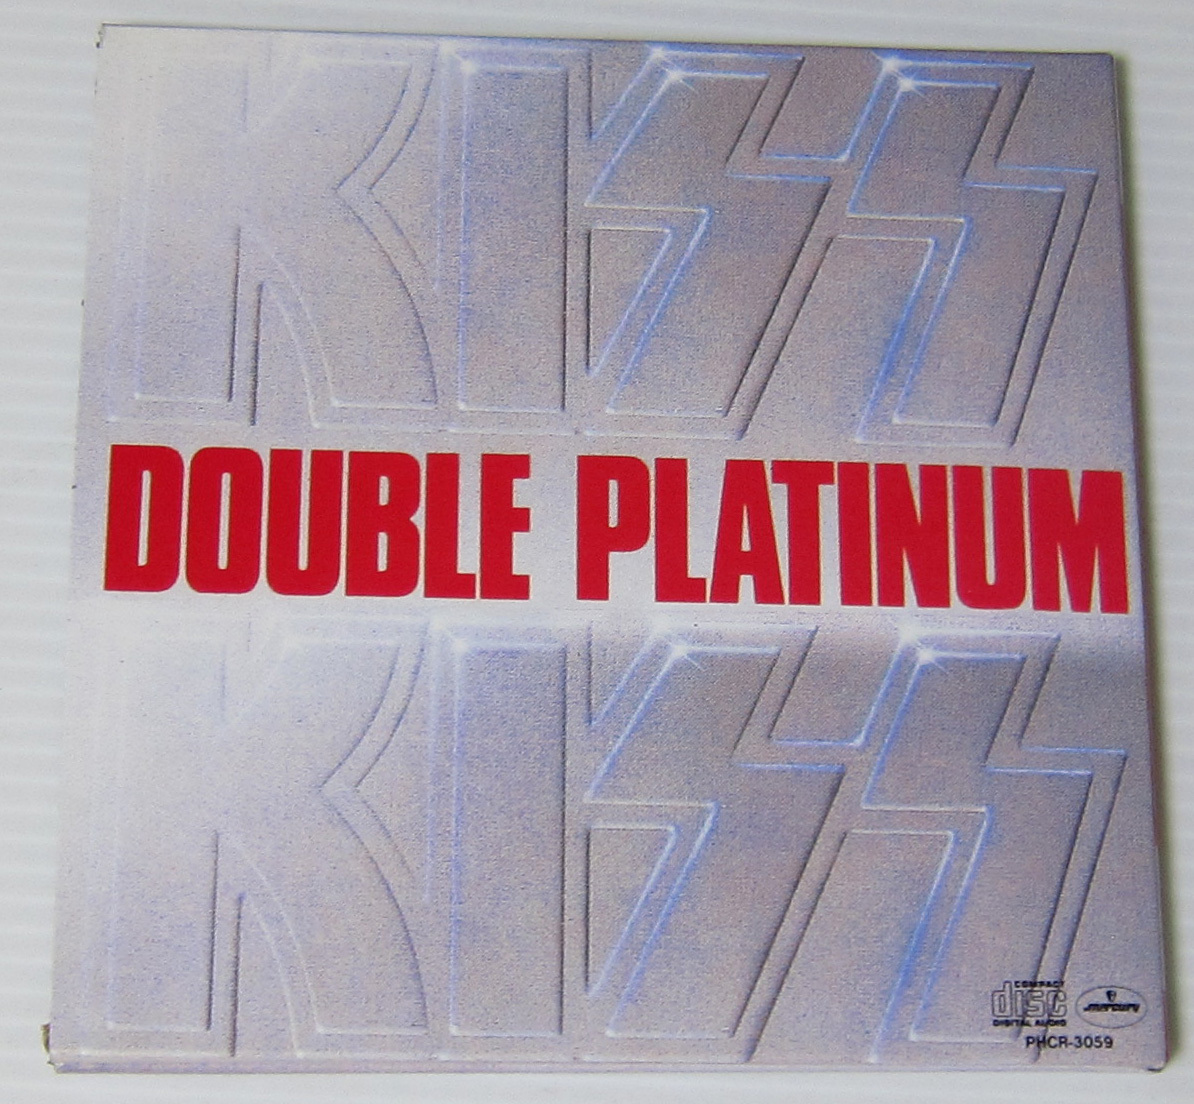 KISS
DOUBLE PLATINUM
KISS
COMPACT
disc
DIGITAL AUDIO
mercury
PHCR-3059